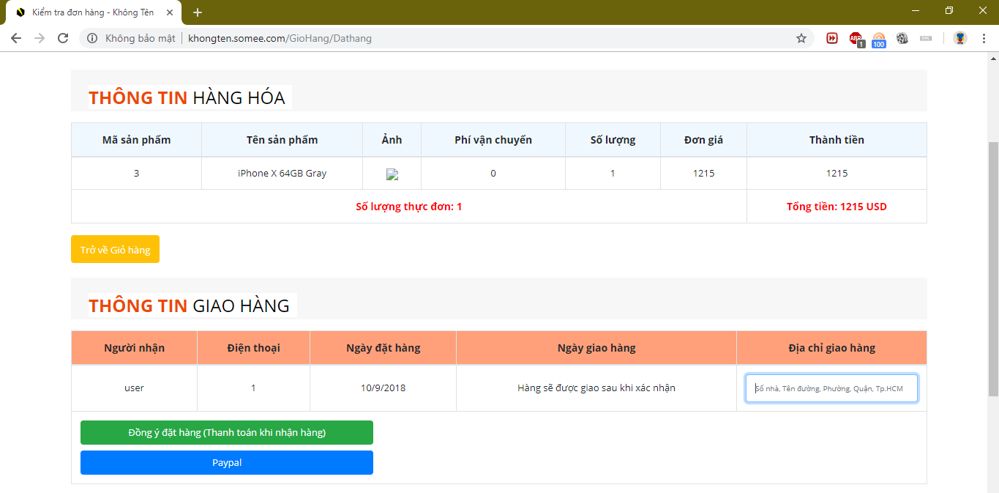 Kiểm tra đơn hàng - Không Tên
Không bảo mật khongten.somee.com/GioHang/Dathang
ABP 1 100
THÔNG TIN HÀNG HÓA
Mã sản phẩm Tên sản phẩm Ảnh Phí vận chuyển Số lượng Đơn giá Thành tiền
3 iPhone X 64GB Gray 0 1 1215 1215
Số lượng thực đơn: 1 Tổng tiền: 1215 USD
Trở về Giỏ hàng
THÔNG TIN GIAO HÀNG
Người nhận Điện thoại Ngày đặt hàng Ngày giao hàng Địa chỉ giao hàng
user 1 10/9/2018 Hàng sẽ được giao sau khi xác nhận Số nhà, Tên đường, Phường, Quận, Tp.HCM
Đồng ý đặt hàng (Thanh toán khi nhận hàng)
Paypal